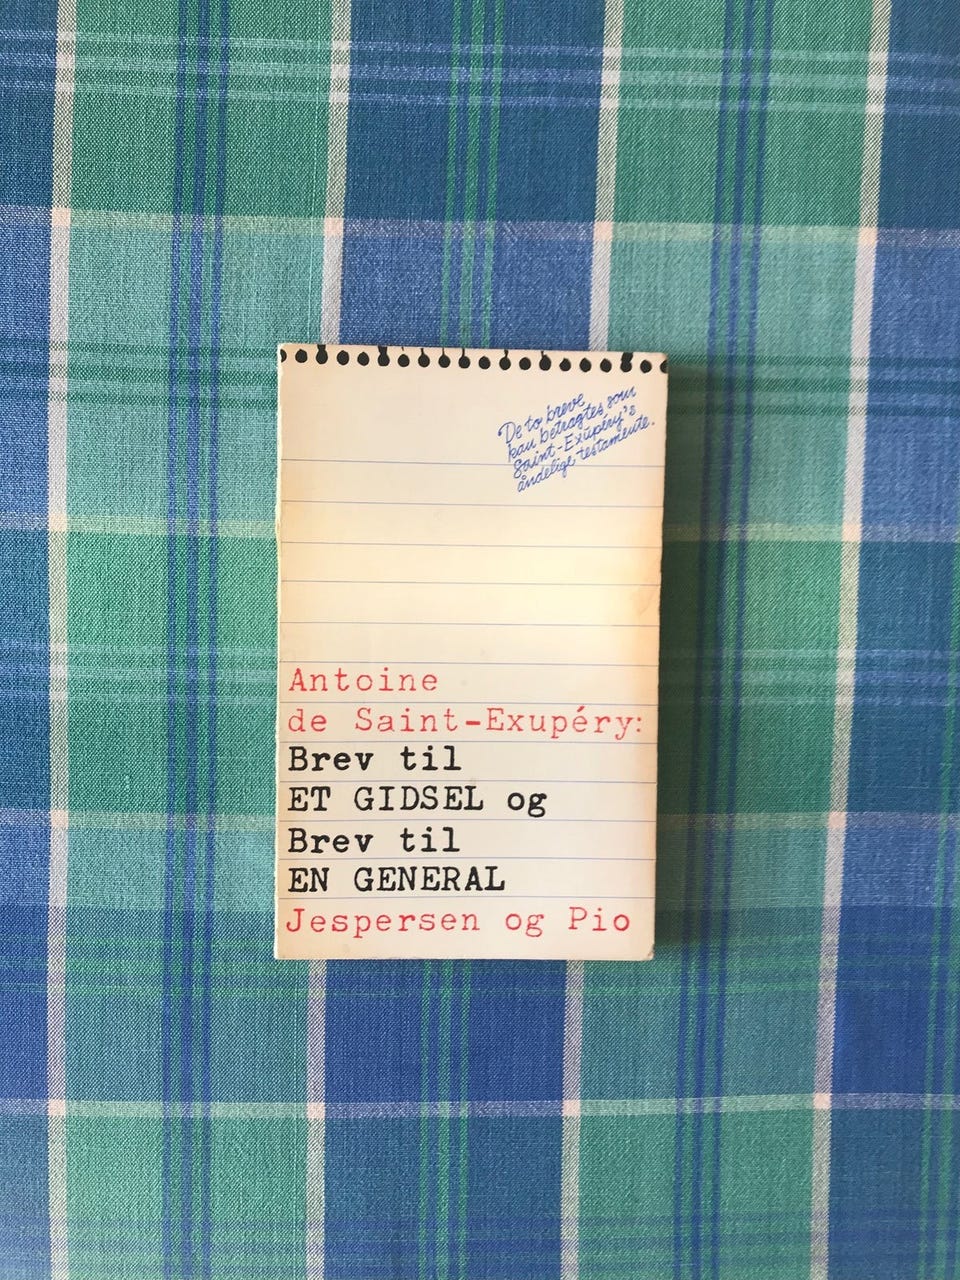 De to breve
kan betragtes som
Saint-Exupéry's
åndelige testamente.
Antoine
de Saint-Exupéry:
Brev til
ET GIDSEL og
Brev til
EN GENERAL
Jespersen og Pio